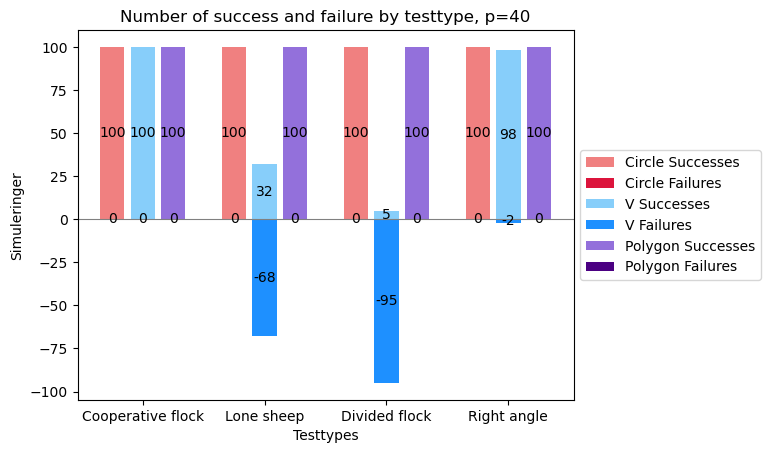 Number of success and failure by testtype, p=40
Simuleringer
100
75
50
25
0
−25
−50
−75
−100
100 100 100 100 100 100 100 100 98 100
32
5
0 0 0 0 0 0 0 0 -2 0
-68
-95
Cooperative flock Lone sheep Divided flock Right angle
Testtypes
Circle Successes
Circle Failures
V Successes
V Failures
Polygon Successes
Polygon Failures